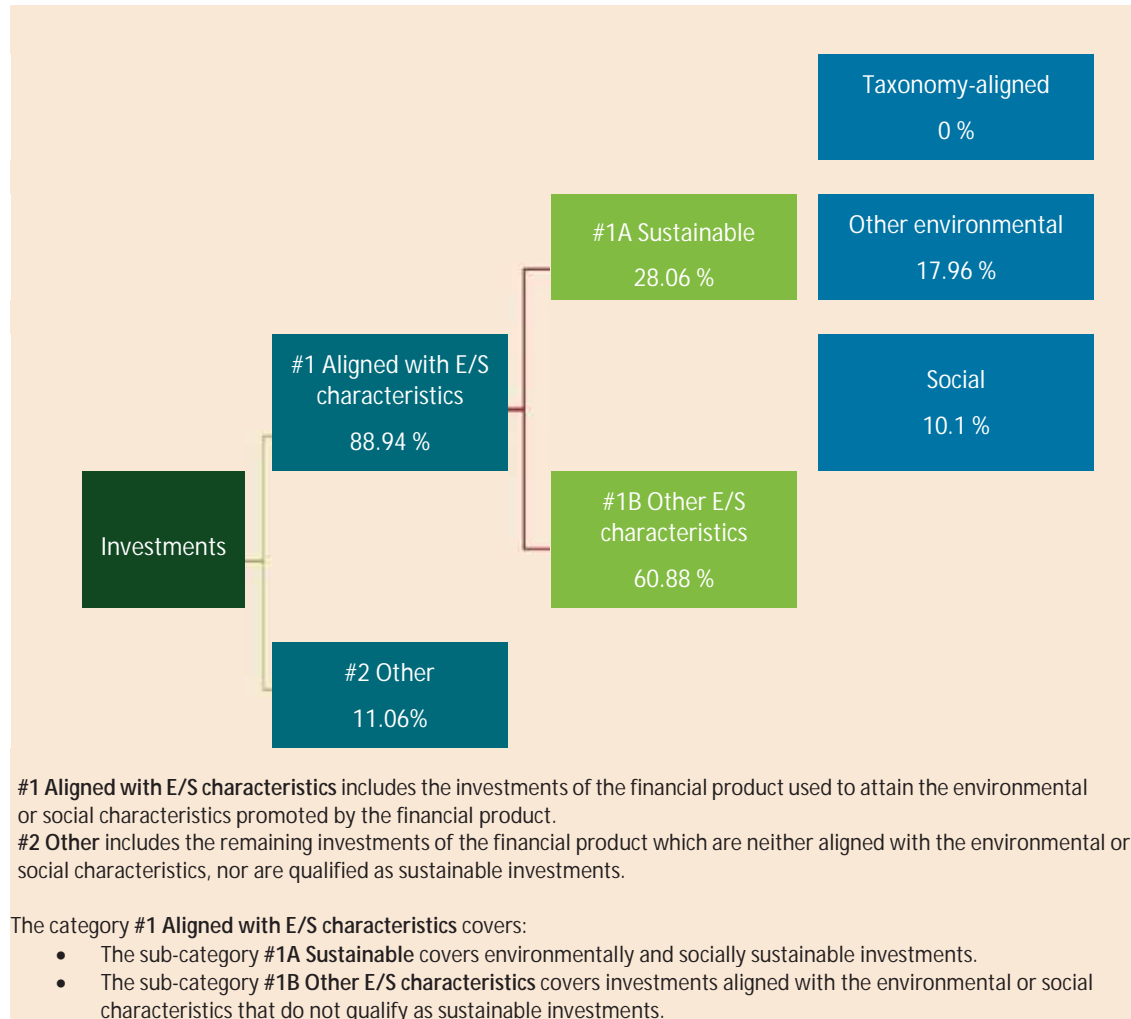 Taxonomy-aligned
0 %
#1A Sustainable
28.06 %
Other environmental
17.96 %
#1 Aligned with E/S
characteristics
88.94 %
Social
10.1 %
Investments
#1B Other E/S
characteristics
60.88 %
#2 Other
11.06%
#1 Aligned with E/S characteristics includes the investments of the financial product used to attain the environmental
or social characteristics promoted by the financial product.
#2 Other includes the remaining investments of the financial product which are neither aligned with the environmental or
social characteristics, nor are qualified as sustainable investments.
The category #1 Aligned with E/S characteristics covers:
• The sub-category #1A Sustainable covers environmentally and socially sustainable investments.
• The sub-category #1B Other E/S characteristics covers investments aligned with the environmental or social
characteristics that do not qualify as sustainable investments.